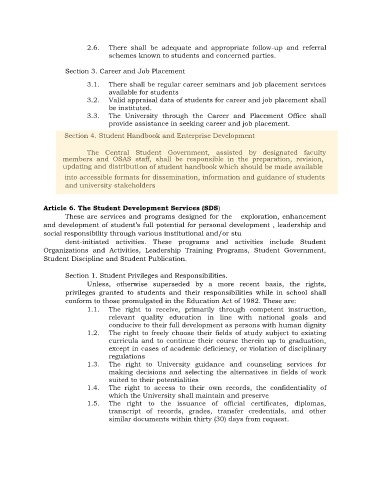 2.6. There shall be adequate and appropriate follow-up and referral
schemes known to students and concerned parties.
Section 3. Career and Job Placement
3.1. There shall be regular career seminars and job placement services
available for students
3.2. Valid appraisal data of students for career and job placement shall
be instituted.
3.3. The University through the Career and Placement Office shall
provide assistance in seeking career and job placement.
Section 4. Student Handbook and Enterprise Development
The Central Student Government, assisted by designated faculty
members and OSAS staff, shall be responsible in the preparation, revision,
updating and distribution of student handbook which should be made available
into accessible formats for dissemination, information and guidance of students
and university stakeholders
Article 6. The Student Development Services (SDS)
These are services and programs designed for the exploration, enhancement
and development of student's full potential for personal development , leadership and
social responsibility through various institutional and/or stu
dent-initiated activities. These programs and activities include Student
Organizations and Activities, Leadership Training Programs, Student Government,
Student Discipline and Student Publication.
Section 1. Student Privileges and Responsibilities.
Unless, otherwise superseded by a more recent basis, the rights,
privileges granted to students and their responsibilities while in school shall
conform to those promulgated in the Education Act of 1982. These are:
1.1. The right to receive, primarily through competent instruction,
relevant quality education in line with national goals and
conducive to their full development as persons with human dignity
1.2. The right to freely choose their fields of study subject to existing
curricula and to continue their course therein up to graduation,
except in cases of academic deficiency, or violation of disciplinary
regulations
1.3. The right to University guidance and counseling services for
making decisions and selecting the alternatives in fields of work
suited to their potentialities
1.4. The right to access to their own records, the confidentiality of
which the University shall maintain and preserve
1.5. The right to the issuance of official certificates, diplomas,
transcript of records, grades, transfer credentials, and other
similar documents within thirty (30) days from request.